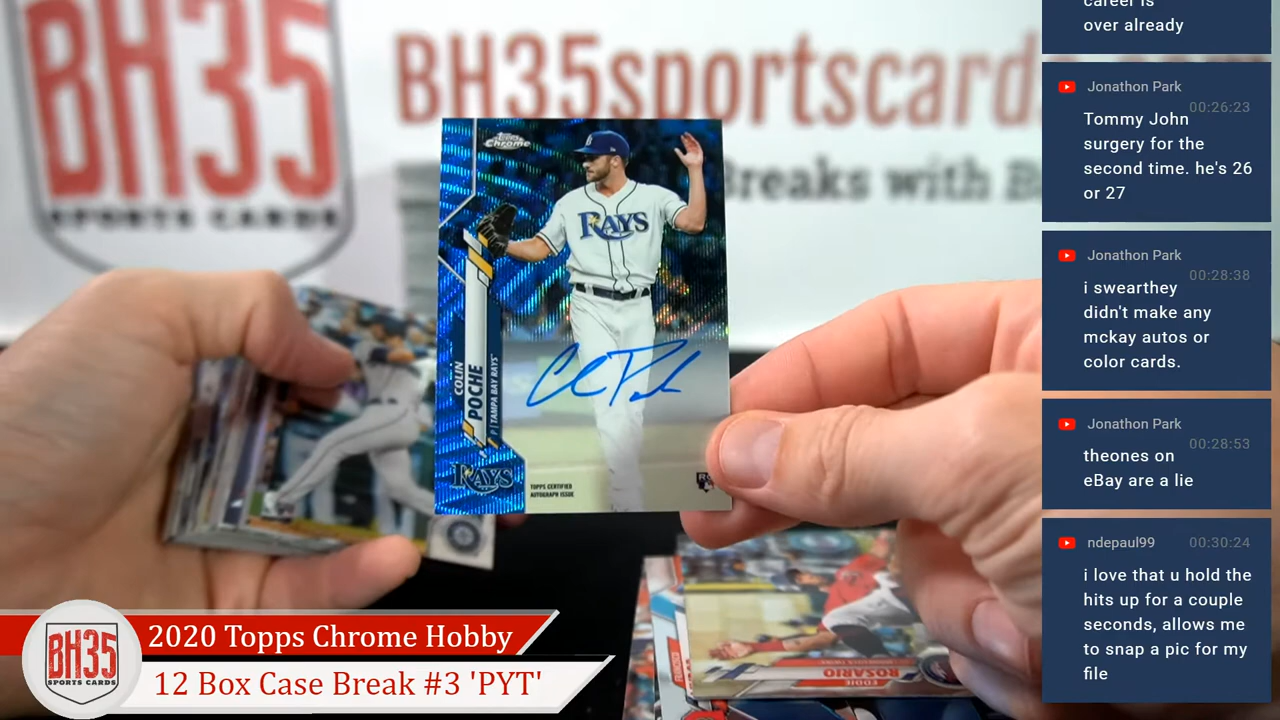 BH35
SPORTS CARDS
BH35sportscard
Breaks with B
Topps
Chrome
RAYS
COLIN
POCHE
P | TAMPA BAY RAYS™
RAYS
TOPPS CERTIFIED
AUTOGRAPH ISSUE
EDDIE
ROSARIO
career is
over already
Jonathon Park
00:26:23
Tommy John
surgery for the
second time. he's 26
or 27
Jonathon Park
00:28:38
i swearthey
didn't make any
mckay autos or
color cards.
Jonathon Park
00:28:53
theones on
eBay are a lie
ndepaul99 00:30:24
i love that u hold the
hits up for a couple
seconds, allows me
to snap a pic for my
file
BH35
SPORTS CARDS
2020 Topps Chrome Hobby
12 Box Case Break #3 'PYT'